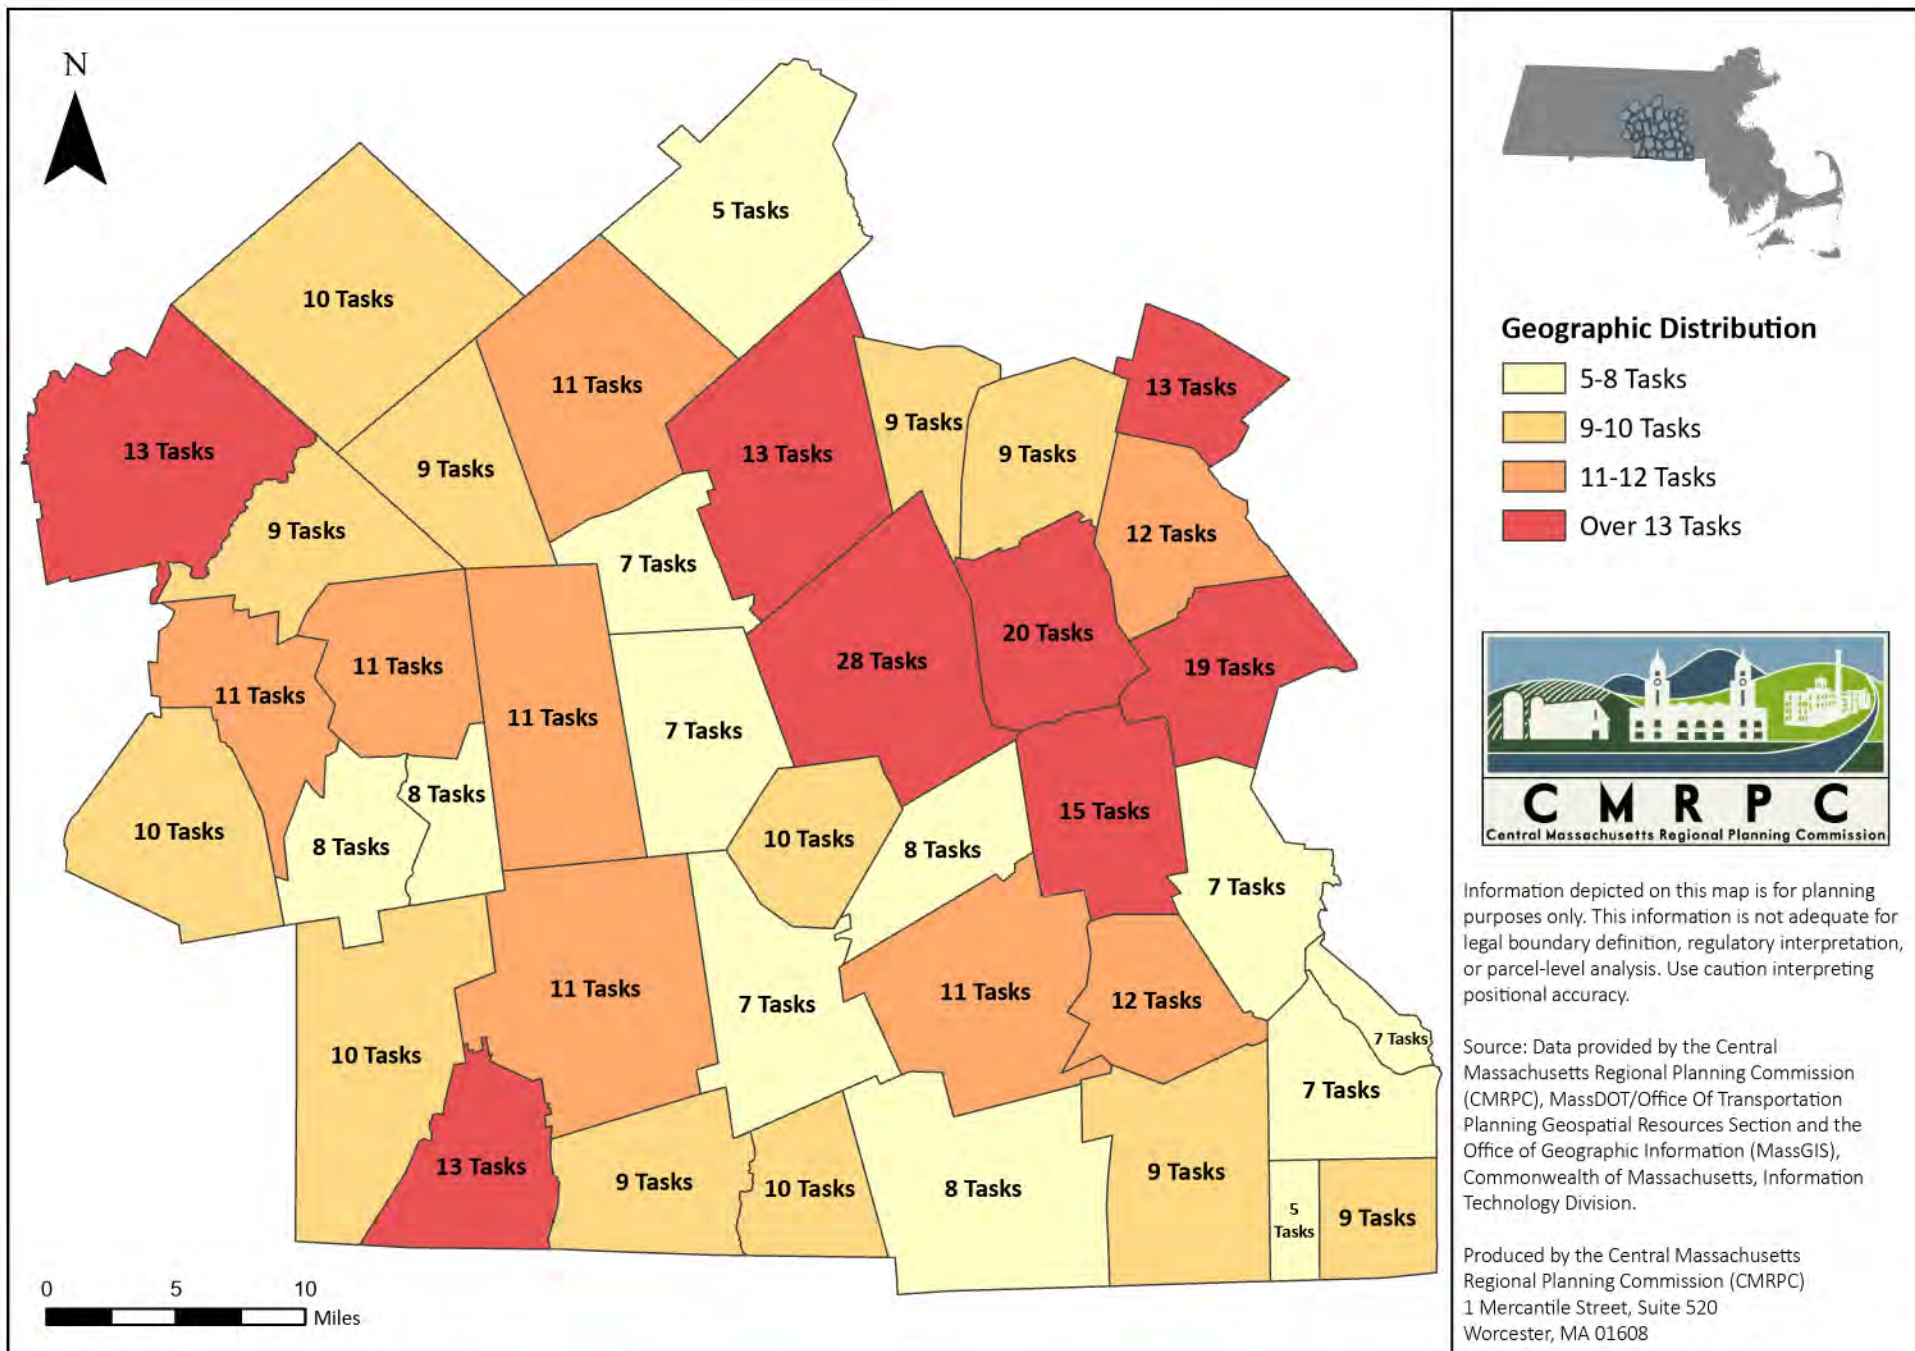 N
5 Tasks
10 Tasks
11 Tasks
13 Tasks
9 Tasks
13 Tasks
13 Tasks
9 Tasks
13 Tasks
9 Tasks
9 Tasks
12 Tasks
7 Tasks
20 Tasks
28 Tasks
11 Tasks
19 Tasks
11 Tasks
11 Tasks
7 Tasks
8 Tasks
15 Tasks
10 Tasks
10 Tasks
8 Tasks
8 Tasks
7 Tasks
11 Tasks
11 Tasks
12 Tasks
7 Tasks
7 Tasks
10 Tasks
7 Tasks
13 Tasks
9 Tasks
10 Tasks
8 Tasks
9 Tasks
5
Tasks
9 Tasks
0 5 10
Miles
Geographic Distribution
5-8 Tasks
9-10 Tasks
11-12 Tasks
Over 13 Tasks
C M R P C
Central Massachusetts Regional Planning Commission
Information depicted on this map is for planning
purposes only. This information is not adequate for
legal boundary definition, regulatory interpretation,
or parcel-level analysis. Use caution interpreting
positional accuracy.
Source: Data provided by the Central
Massachusetts Regional Planning Commission
(CMRPC), MassDOT/Office Of Transportation
Planning Geospatial Resources Section and the
Office of Geographic Information (MassGIS),
Commonwealth of Massachusetts, Information
Technology Division.
Produced by the Central Massachusetts
Regional Planning Commission (CMRPC)
1 Mercantile Street, Suite 520
Worcester, MA 01608